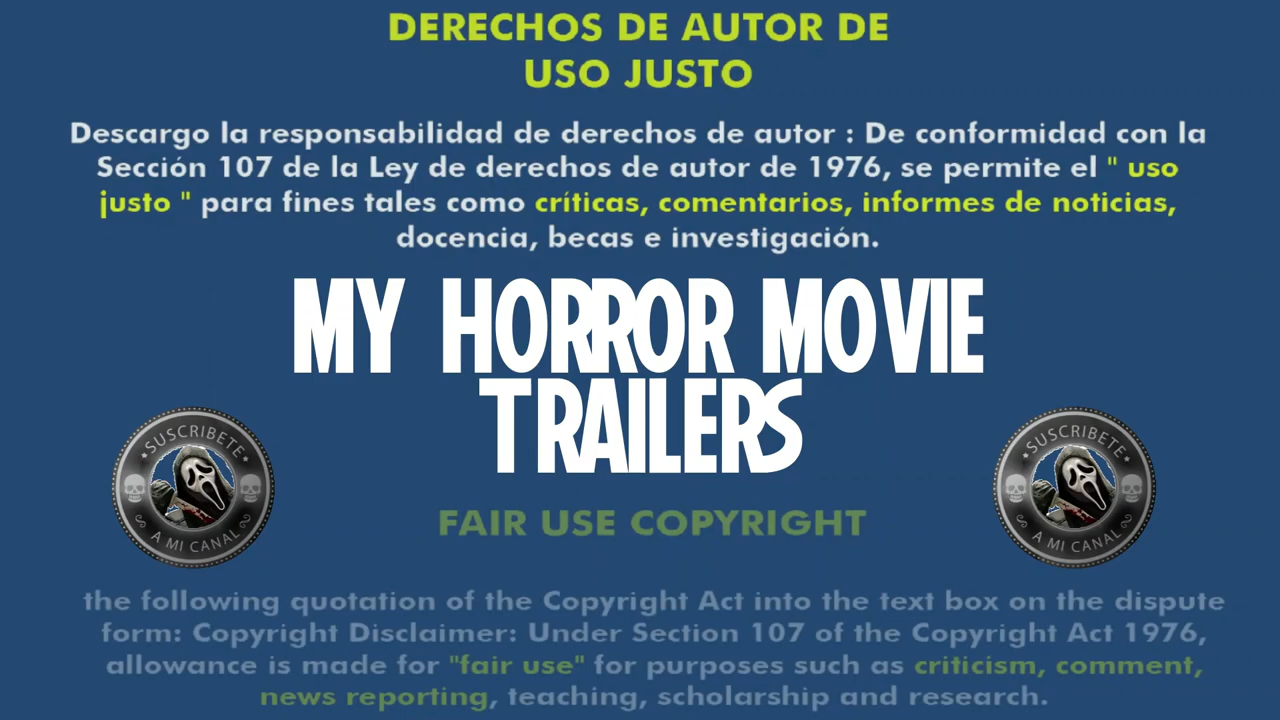 DERECHOS DE AUTOR DE
USO JUSTO
Descargo la responsabilidad de derechos de autor : De conformidad con la
Sección 107 de la Ley de derechos de autor de 1976, se permite el " uso
justo " para fines tales como críticas, comentarios, informes de noticias,
docencia, becas e investigación.
MY HORROR MOVIE
TRAILERS
SUSCRIBETE
A MI CANAL
SUSCRIBETE
A MI CANAL
FAIR USE COPYRIGHT
the following quotation of the Copyright Act into the text box on the dispute
form: Copyright Disclaimer: Under Section 107 of the Copyright Act 1976,
allowance is made for "fair use" for purposes such as criticism, comment,
news reporting, teaching, scholarship and research.